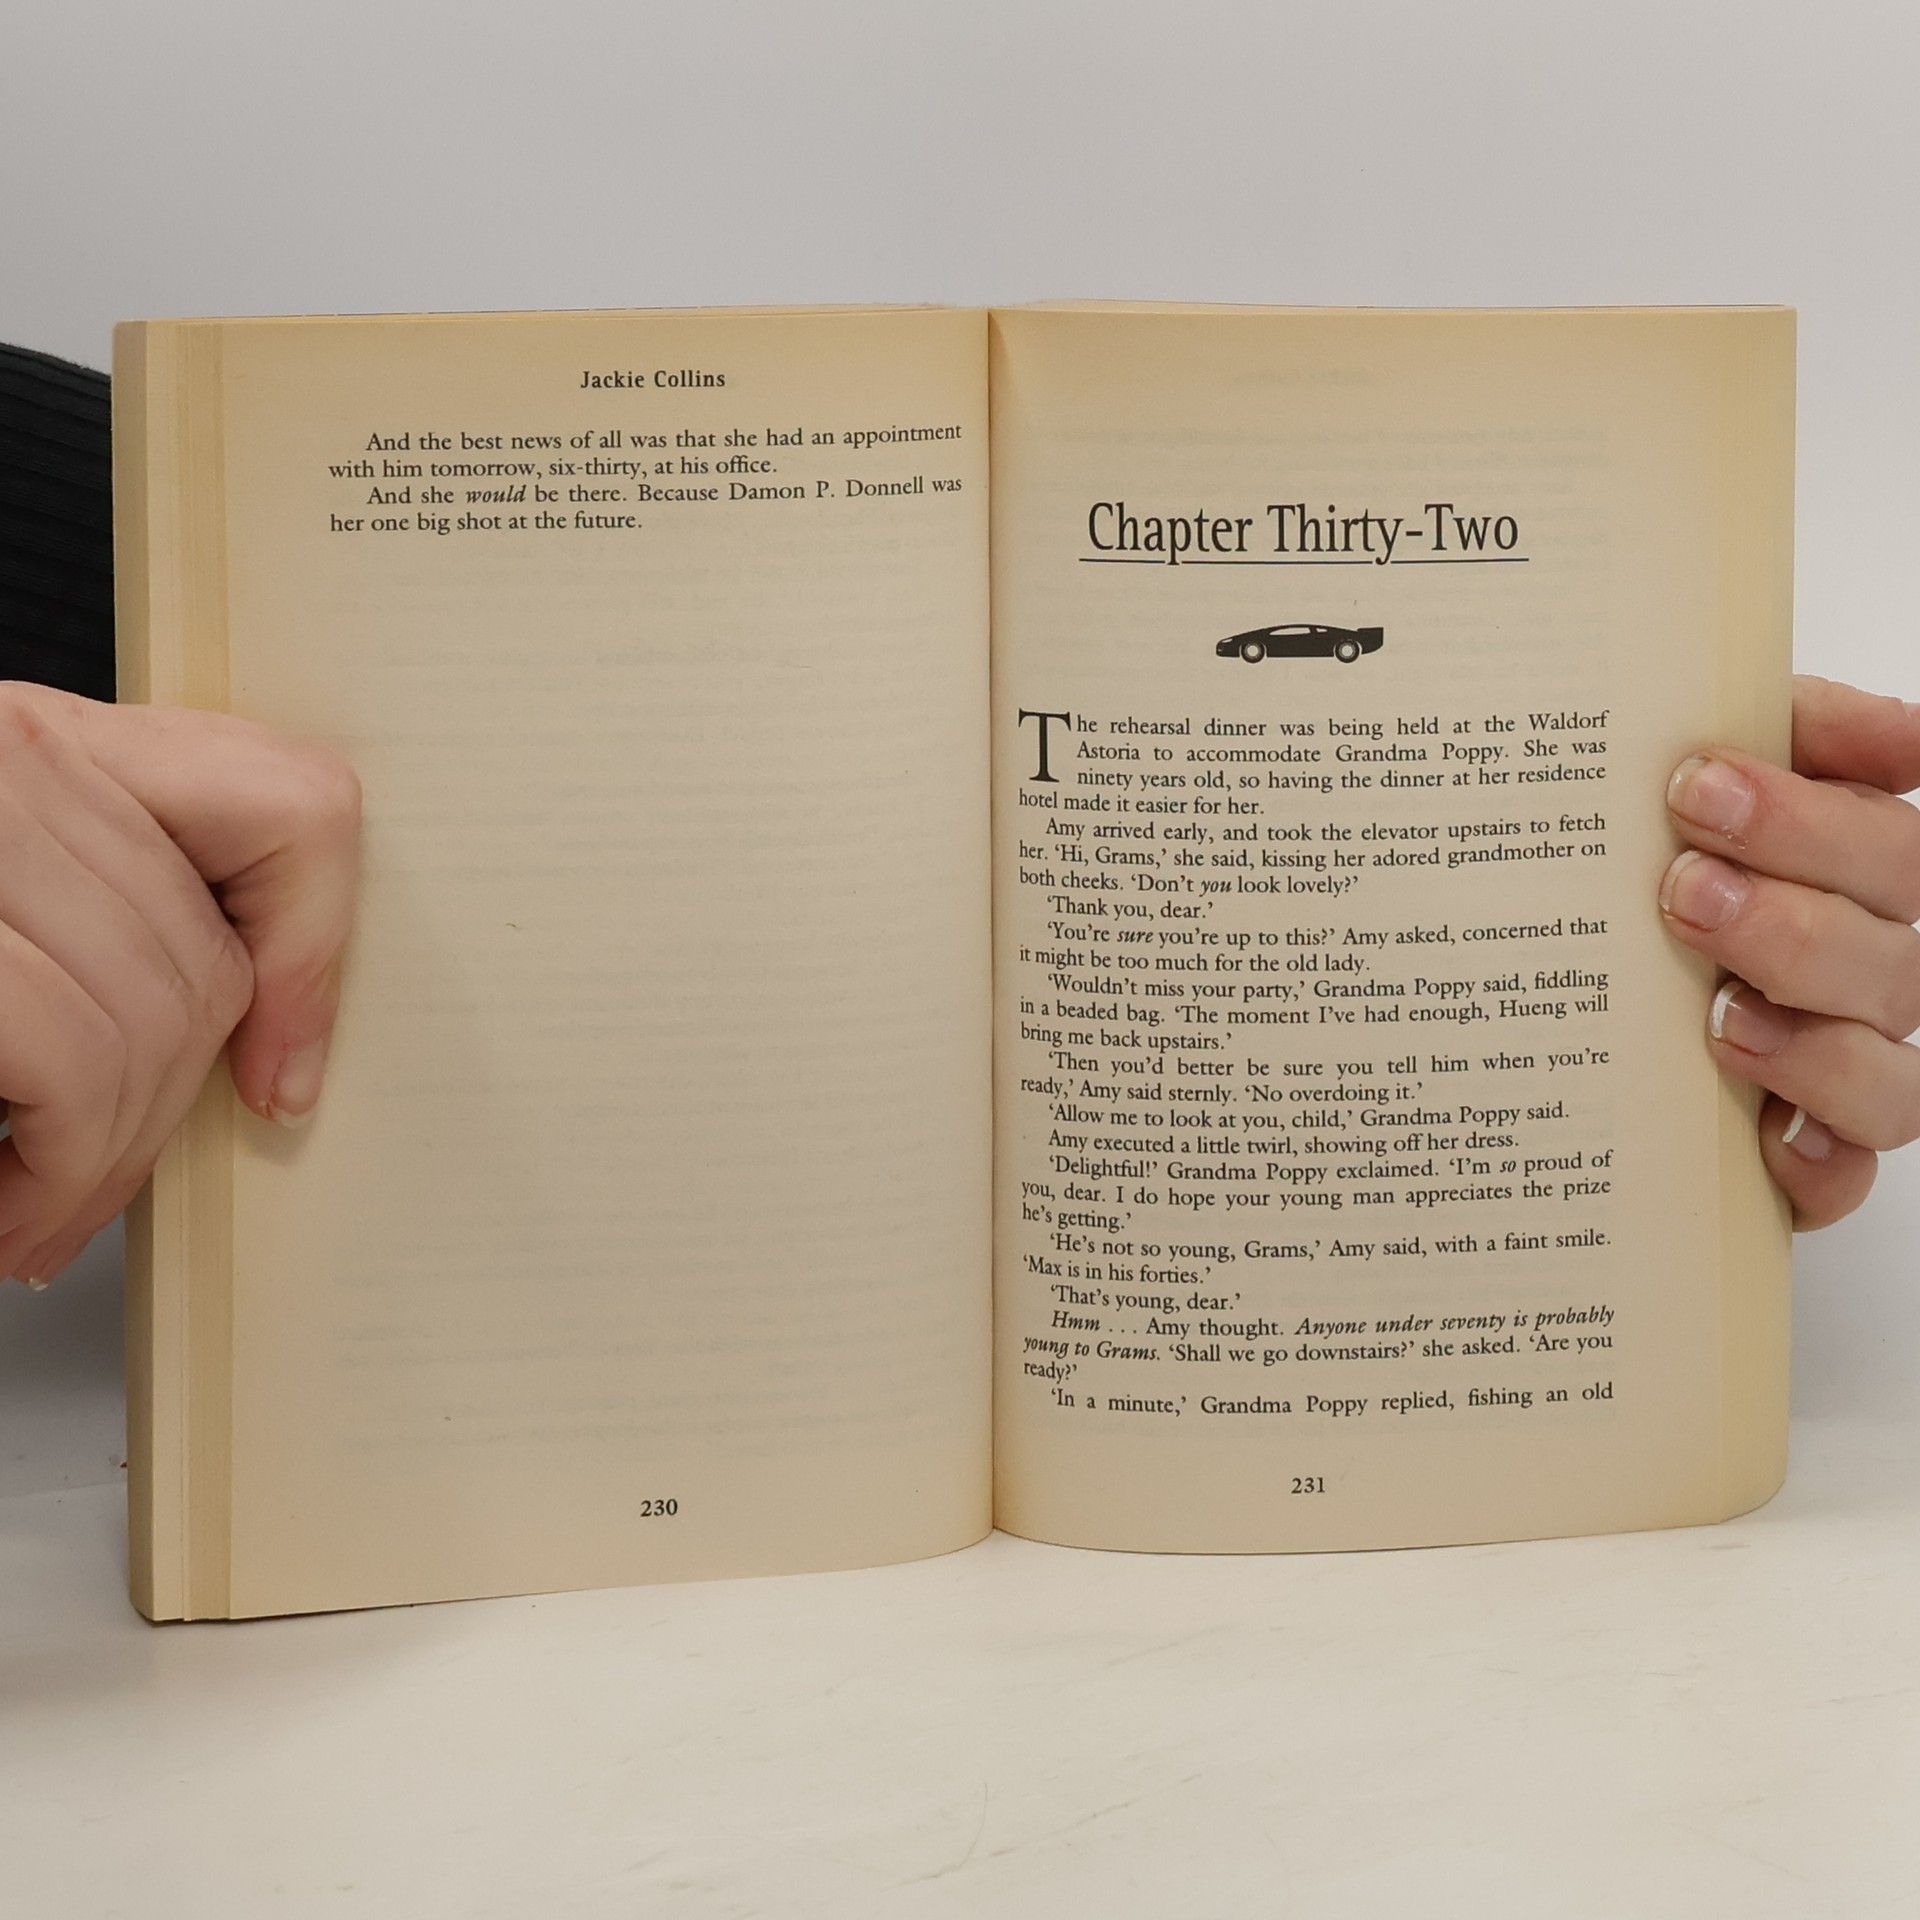 Jackie Collins
And the best news of all was that she had an appointment
with him tomorrow, six-thirty, at his office.
And she would be there. Because Damon P. Donnell was
her one big shot at the future.
230
Chapter Thirty-Two
The rehearsal dinner was being held at the Waldorf
Astoria to accommodate Grandma Poppy. She was
ninety years old, so having the dinner at her residence
hotel made it easier for her.
Amy arrived early, and took the elevator upstairs to fetch
her. ‘Hi, Grams,’ she said, kissing her adored grandmother on
both cheeks. ‘Don’t you look lovely?’
‘Thank you, dear.’
‘You’re sure you’re up to this?’ Amy asked, concerned that
it might be too much for the old lady.
‘Wouldn’t miss your party,’ Grandma Poppy said, fiddling
in a beaded bag. ‘The moment I’ve had enough, Hueng will
bring me back upstairs.’
‘Then you’d better be sure you tell him when you’re
ready,’ Amy said sternly. ‘No overdoing it.’
‘Allow me to look at you, child,’ Grandma Poppy said.
Amy executed a little twirl, showing off her dress.
‘Delightful!’ Grandma Poppy exclaimed. ‘I’m so proud of
you, dear. I do hope your young man appreciates the prize
he’s getting.’
‘He’s not so young, Grams,’ Amy said, with a faint smile.
‘Max is in his forties.’
‘That’s young, dear.’
Hmm . . . Amy thought. Anyone under seventy is probably
young to Grams. ‘Shall we go downstairs?’ she asked. ‘Are you
ready?’
‘In a minute,’ Grandma Poppy replied, fishing an old
231